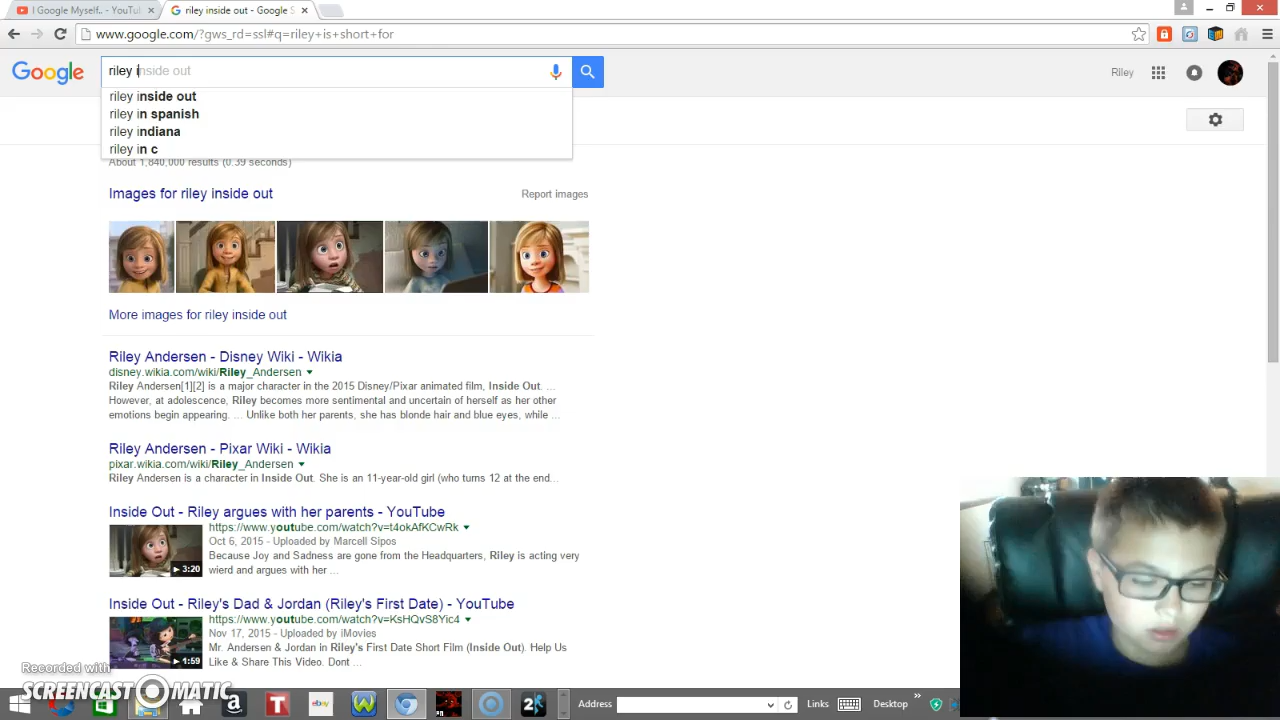 I Google Myself.. - YouTu
riley inside out - Google S
www.google.com/?gws_rd=ssl#q=riley+is+short+for
Google
riley inside out
Riley
riley inside out
riley in spanish
riley indiana
riley in c
About 1,840,000 results (0.39 seconds)
Images for riley inside out
Report images
More images for riley inside out
Riley Andersen - Disney Wiki - Wikia
disney.wikia.com/wiki/Riley_Andersen
Riley Andersen[1][2] is a major character in the 2015 Disney/Pixar animated film, Inside Out. ...
However, at adolescence, Riley becomes more sentimental and uncertain of herself as her other
emotions begin appearing. ... Unlike both her parents, she has blonde hair and blue eyes, while ...
Riley Andersen - Pixar Wiki - Wikia
pixar.wikia.com/wiki/Riley_Andersen
Riley Andersen is a character in Inside Out. She is an 11-year-old girl (who turns 12 at the end...
Inside Out - Riley argues with her parents - YouTube
https://www.youtube.com/watch?v=t4okAfKCwRk
Oct 6, 2015 - Uploaded by Marcell Sipos
Because Joy and Sadness are gone from the Headquarters, Riley is acting very
wierd and argues with her ...
3:20
Inside Out - Riley's Dad & Jordan (Riley's First Date) - YouTube
https://www.youtube.com/watch?v=KsHQvS8Yic4
Nov 17, 2015 - Uploaded by iMovies
Mr. Andersen & Jordan in Riley's First Date Short Film (Inside Out). Help Us
Like & Share This Video. Dont ...
1:59
Recorded with
SCREENCAST MATIC
a
T
ebay
W
2K
Address
Links
Desktop